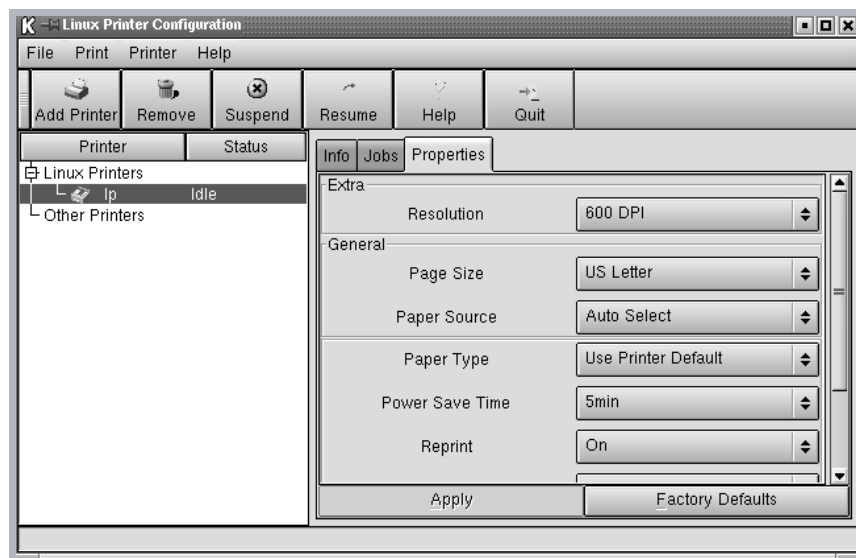 Linux Printer Configuration
File Print Printer Help
Add Printer Remove Suspend Resume Help Quit
Printer Status
Linux Printers
lp Idle
Other Printers
Info Jobs Properties
Extra
Resolution 600 DPI
General
Page Size US Letter
Paper Source Auto Select
Paper Type Use Printer Default
Power Save Time 5min
Reprint On
Apply Factory Defaults